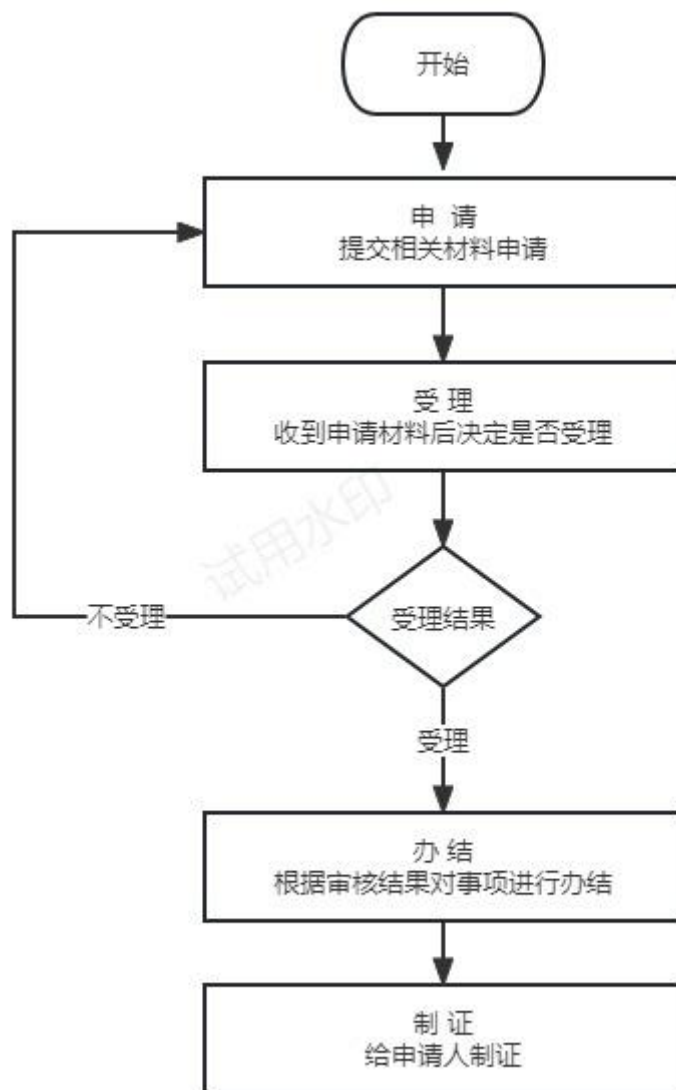 开始
申 请
提交相关材料申请
受 理
收到申请材料后决定是否受理
试用水印
不受理
受理结果
受理
办 结
根据审核结果对事项进行办结
制 证
给申请人制证